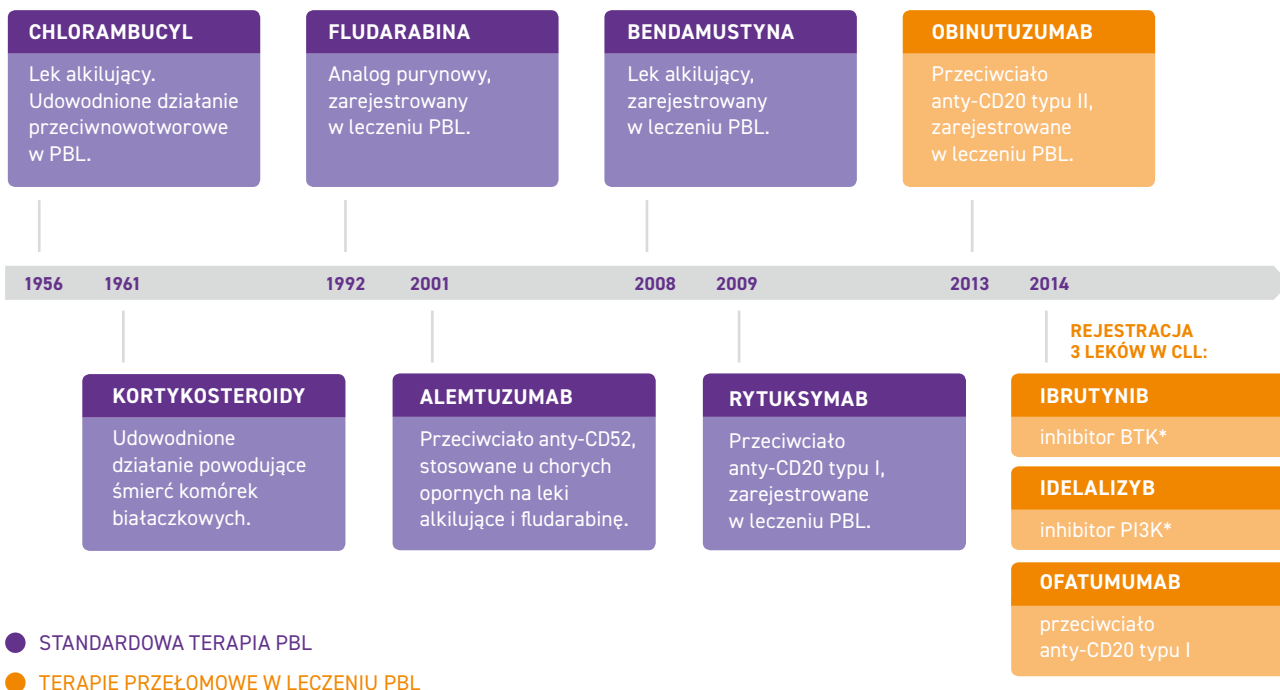 CHLORAMBUCYL
Lek alkilujący.
Udowodnione działanie
przeciwnowotworowe
w PBL.
FLUDARABINA
Analog purynowy,
zarejestrowany
w leczeniu PBL.
BENDAMUSTYNA
Lek alkilujący,
zarejestrowany
w leczeniu PBL.
OBINUTUZUMAB
Przeciwciało
anty-CD20 typu II,
zarejestrowane
w leczeniu PBL.
1956 1961 1992 2001 2008 2009 2013 2014
REJESTRACJA
3 LEKÓW W CLL:
KORTYKOSTEROIDY
Udowodnione
działanie powodujące
śmierć komórek
białaczkowych.
ALEMTUZUMAB
Przeciwciało anty-CD52,
stosowane u chorych
opornych na leki
alkilujące i fludarabinę.
RYTUKSYMAB
Przeciwciało
anty-CD20 typu I,
zarejestrowane
w leczeniu PBL.
IBRUTYNIB
inhibitor BTK*
IDELALIZYB
inhibitor PI3K*
OFATUMUMAB
przeciwciało
anty-CD20 typu I
STANDARDOWA TERAPIA PBL
TERAPIE PRZEŁOMOWE W LECZENIU PBL